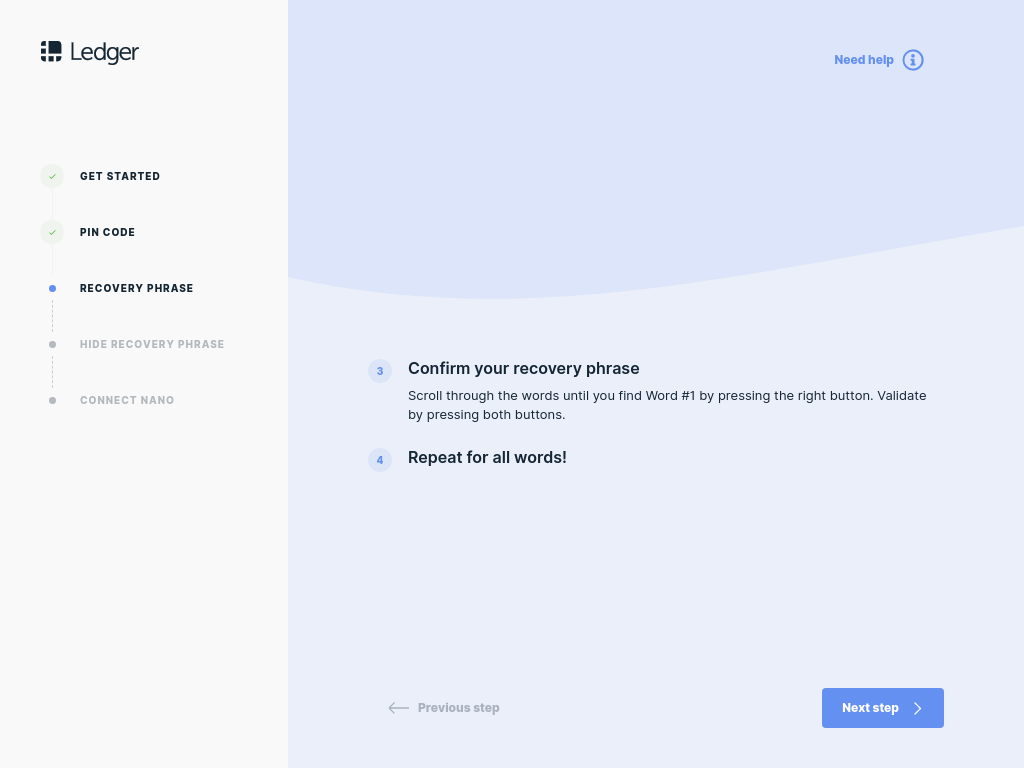 Ledger
Need help
GET STARTED
PIN CODE
RECOVERY PHRASE
HIDE RECOVERY PHRASE
CONNECT NANO
3
Confirm your recovery phrase
Scroll through the words until you find Word #1 by pressing the right button. Validate
by pressing both buttons.
4
Repeat for all words!
Previous step
Next step